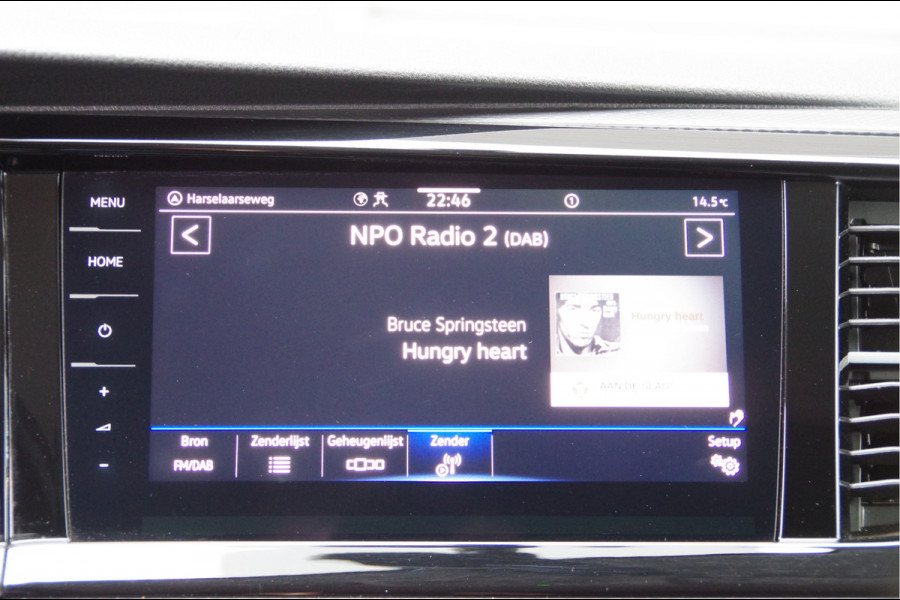 MENU
HOME
Harselaarseweg
22:46
1
14.5°C
<
NPO Radio 2 (DAB)
>
Bruce Springsteen
Hungry heart
Hungry heart
Bron
FM/DAB
Zenderlijst
Geheugenlijst
Zender
Setup
+
-